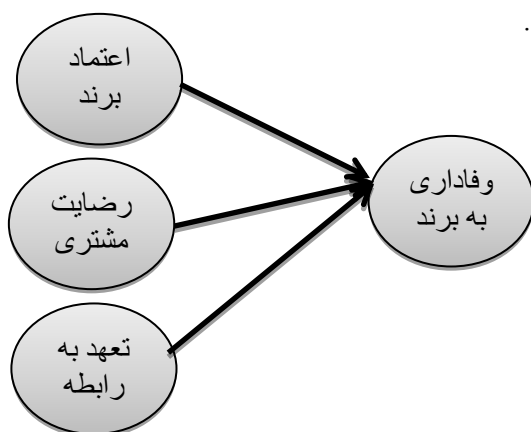 .
اعتماد
برند
رضایت
مشتری
تعهد به
رابطه
وفاداری
به برند